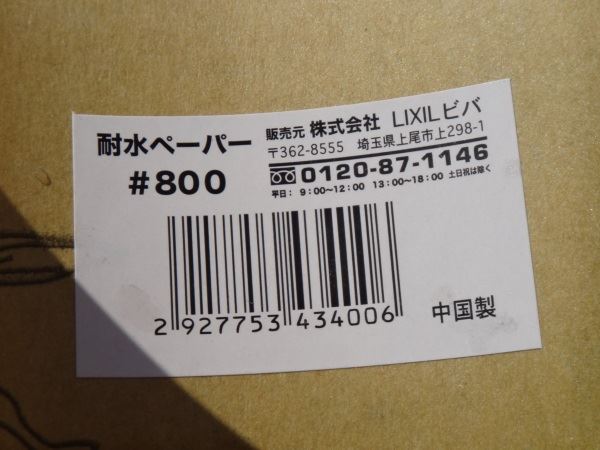 耐水ペーパー
#800
販売元 株式会社 LIXILビバ
〒362-8555 埼玉県上尾市上298-1
0120-87-1146
平日: 9:00～12:00 13:00～18:00 土日祝は除く
2 927753 434006
中国製